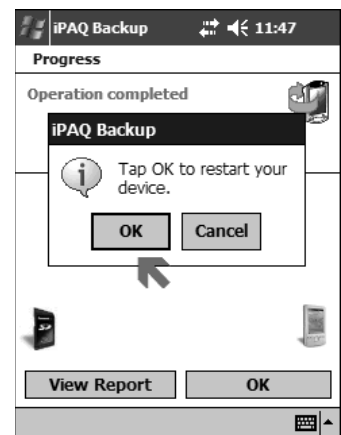 iPAQ Backup 11:47
Progress
Operation completed
iPAQ Backup
Tap OK to restart your
device.
OK Cancel
View Report OK